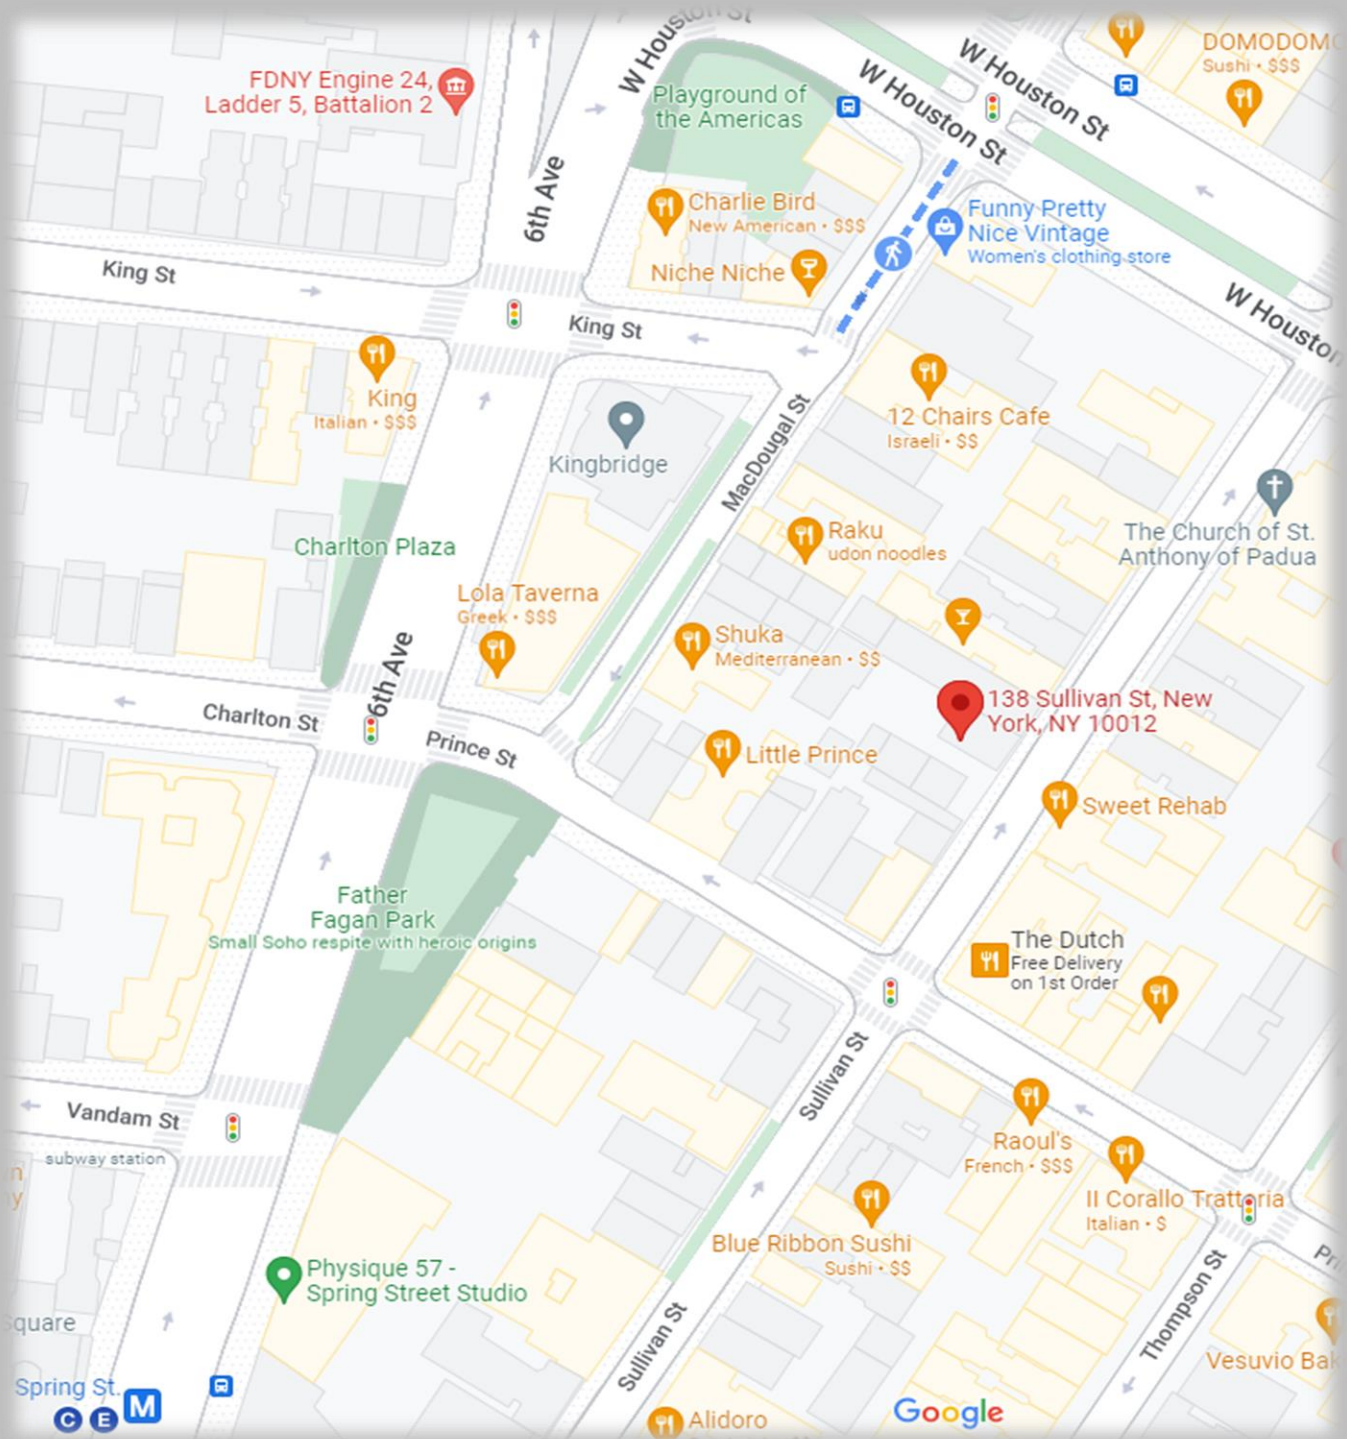 W Houston St
W Houston St
W Houston St
W Houston
DOMODOMO
Sushi • $$$
FDNY Engine 24,
Ladder 5, Battalion 2
Playground of
the Americas
6th Ave
Charlie Bird
New American • $$$
Niche Niche
Funny Pretty
Nice Vintage
Women's clothing store
King St
King St
King
Italian • $$$
Kingbridge
MacDougal St
12 Chairs Cafe
Israeli • $$
Raku
udon noodles
The Church of St.
Anthony of Padua
Charlton Plaza
Lola Taverna
Greek • $$$
Shuka
Mediterranean • $$
6th Ave
138 Sullivan St, New
York, NY 10012
Charlton St
Prince St
Little Prince
Sweet Rehab
Father
Fagan Park
Small Soho respite with heroic origins
The Dutch
Free Delivery
on 1st Order
Sullivan St
Vandam St
subway station
Raoul's
French • $$$
Il Corallo Trattoria
Italian • $
Blue Ribbon Sushi
Sushi • $$
Physique 57 -
Spring Street Studio
Thompson St
Sullivan St
Square
Vesuvio Bak
Spring St.
C E M
Alidoro
Google